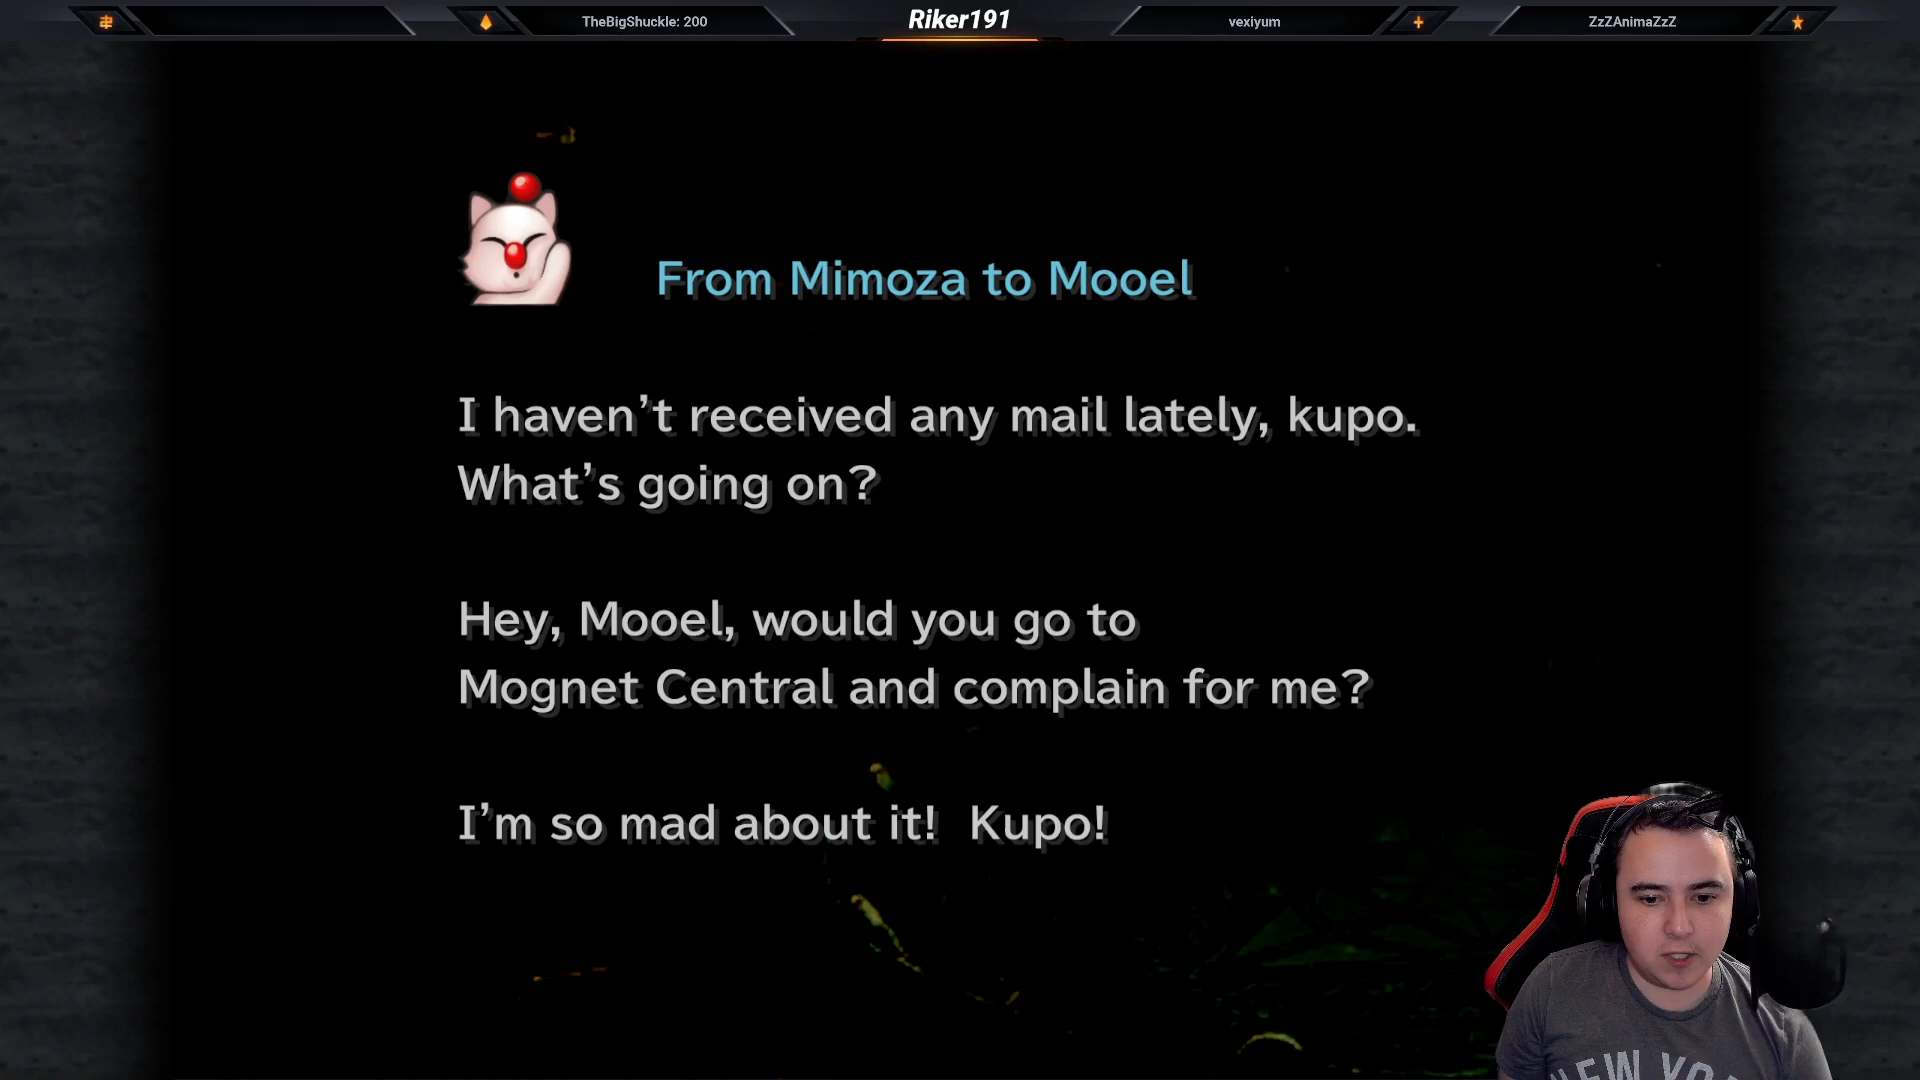 TheBigShuckle: 200
Riker191
vexiyum
ZzZAnimaZzZ
From Mimoza to Mooel
I haven't received any mail lately, kupo.
What's going on?
Hey, Mooel, would you go to
Mognet Central and complain for me?
I'm so mad about it!  Kupo!